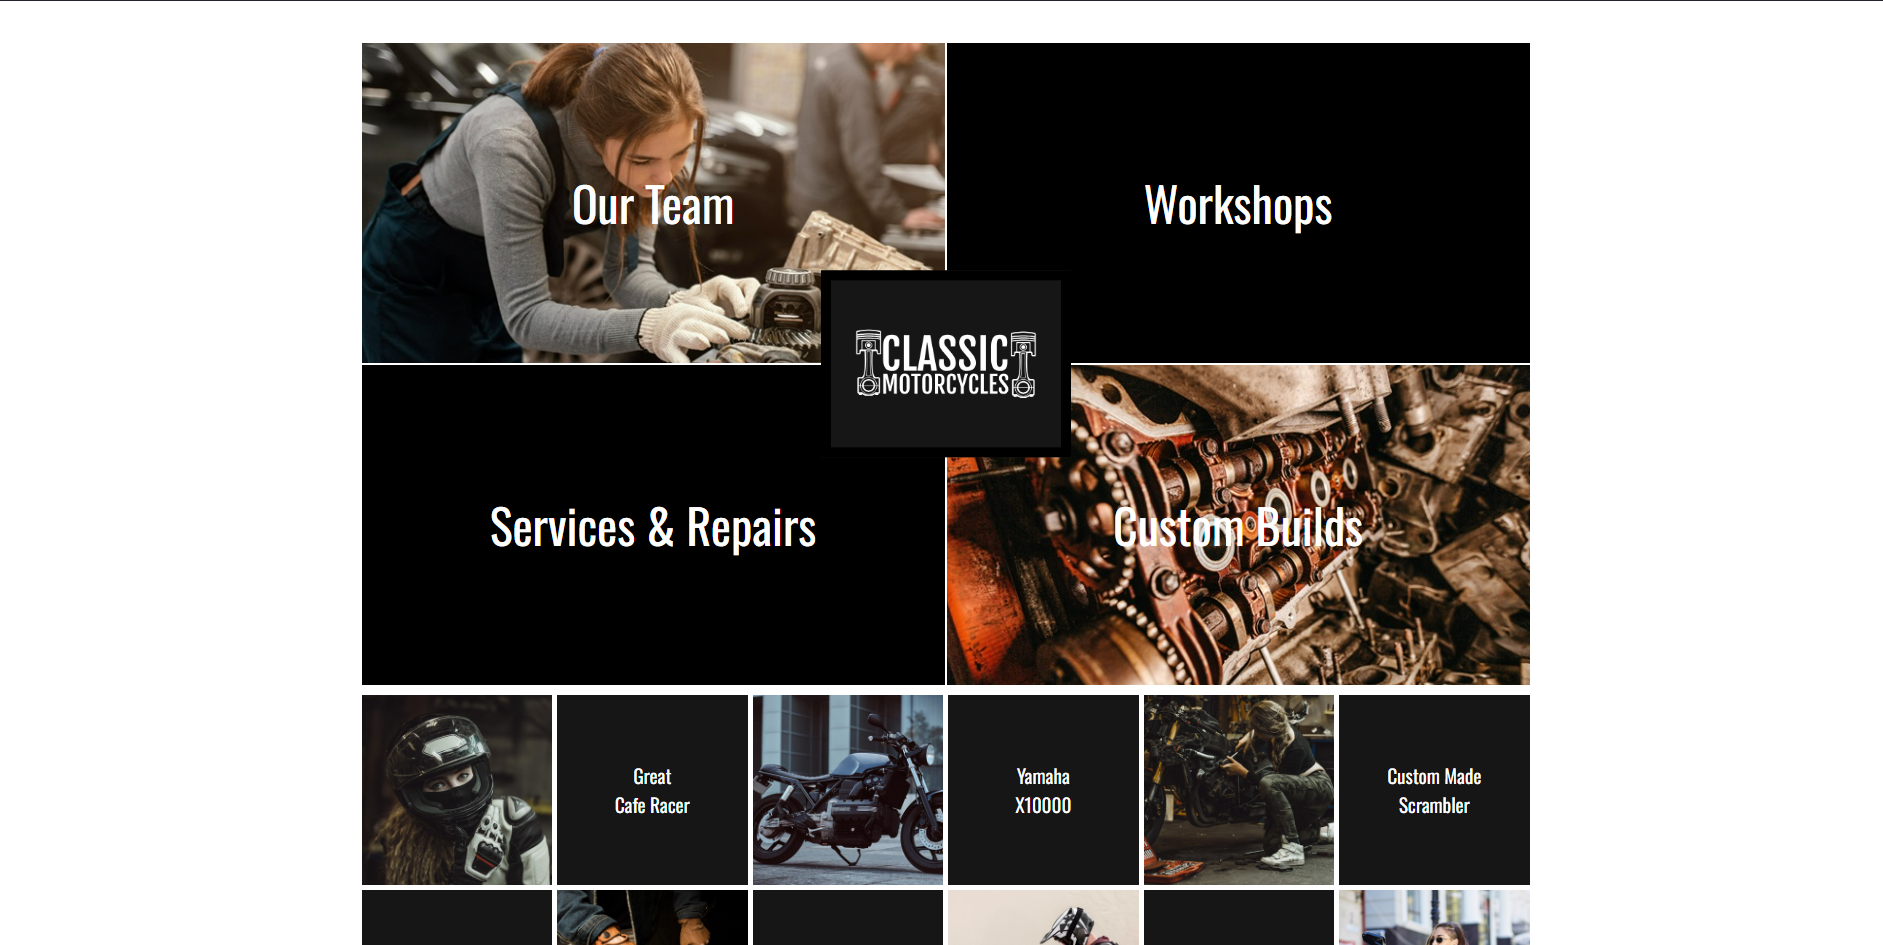 Our Team
Workshops
CLASSIC
MOTORCYCLES
Services & Repairs
Custom Builds
Great
Cafe Racer
Yamaha
X10000
Custom Made
Scrambler